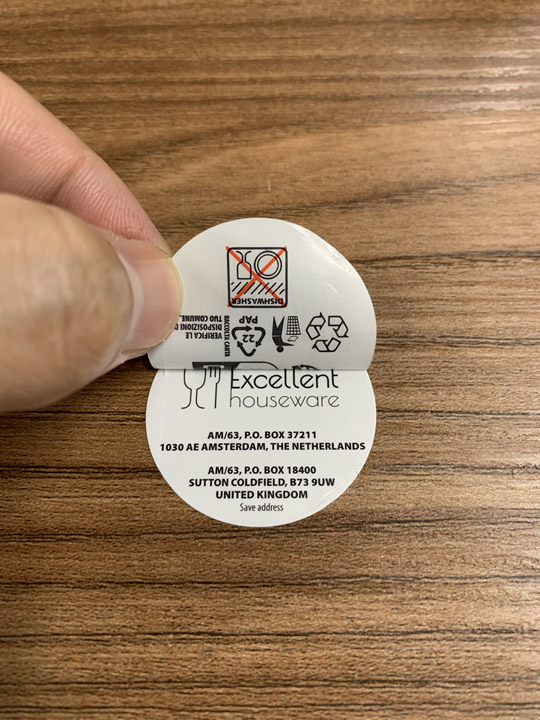 DISHWASHER
22
PAP
RACCOLTA CARTA
VERIFICA LE
DISPOSIZIONI
TUO COMUNE.
Excellent
houseware
AM/63, P.O. BOX 37211
1030 AE AMSTERDAM, THE NETHERLANDS
AM/63, P.O. BOX 18400
SUTTON COLDFIELD, B73 9UW
UNITED KINGDOM
Save address